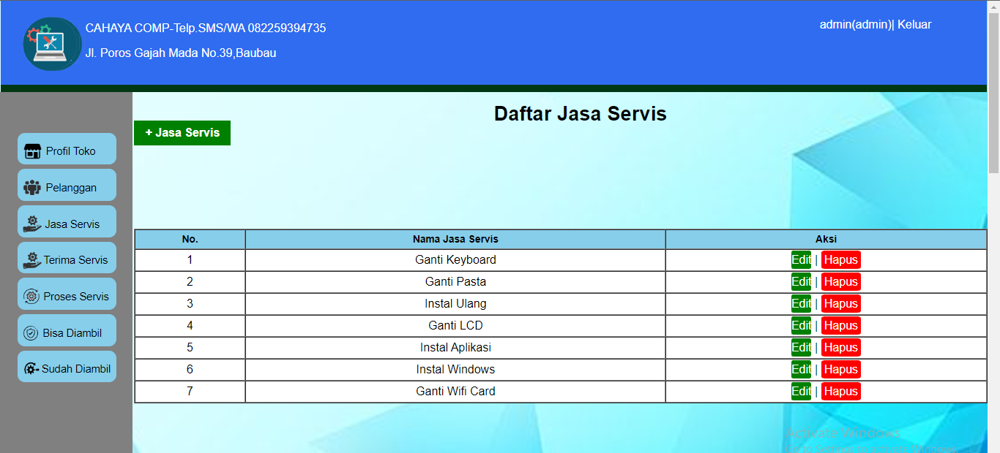 CAHAYA COMP-Telp.SMS/WA 082259394735
admin(admin)| Keluar
Jl. Poros Gajah Mada No.39,Baubau
Daftar Jasa Servis
+ Jasa Servis
Profil Toko
Pelanggan
Jasa Servis
Terima Servis
Proses Servis
Bisa Diambil
Sudah Diambil
No. Nama Jasa Servis Aksi
1 Ganti Keyboard Edit | Hapus
2 Ganti Pasta Edit | Hapus
3 Instal Ulang Edit | Hapus
4 Ganti LCD Edit | Hapus
5 Instal Aplikasi Edit | Hapus
6 Instal Windows Edit | Hapus
7 Ganti Wifi Card Edit | Hapus
Activate Windows
Go to Settings to activate Windows.